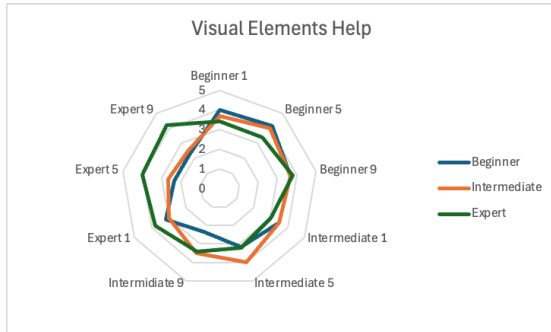 Visual Elements Help
Beginner 1
Beginner 5
Beginner 9
Intermediate 1
Intermediate 5
Intermidiate 9
Expert 1
Expert 5
Expert 9
5
4
3
2
1
0
Beginner
Intermediate
Expert